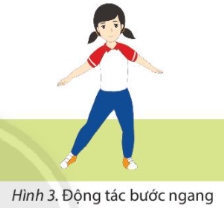 Hình 3. Động tác bước ngang